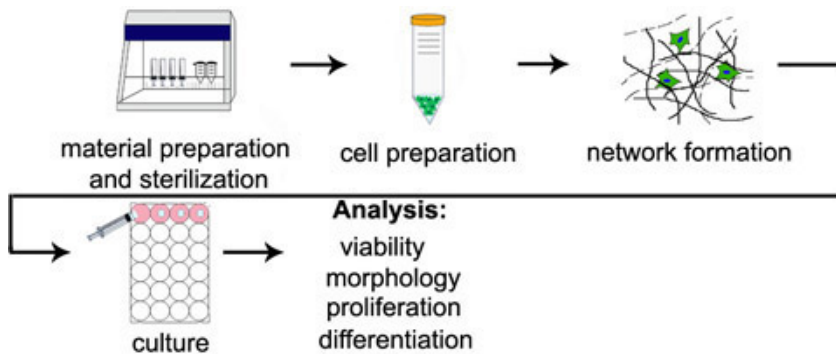 material preparation
and sterilization
cell preparation
network formation
culture
Analysis:
viability
morphology
proliferation
differentiation